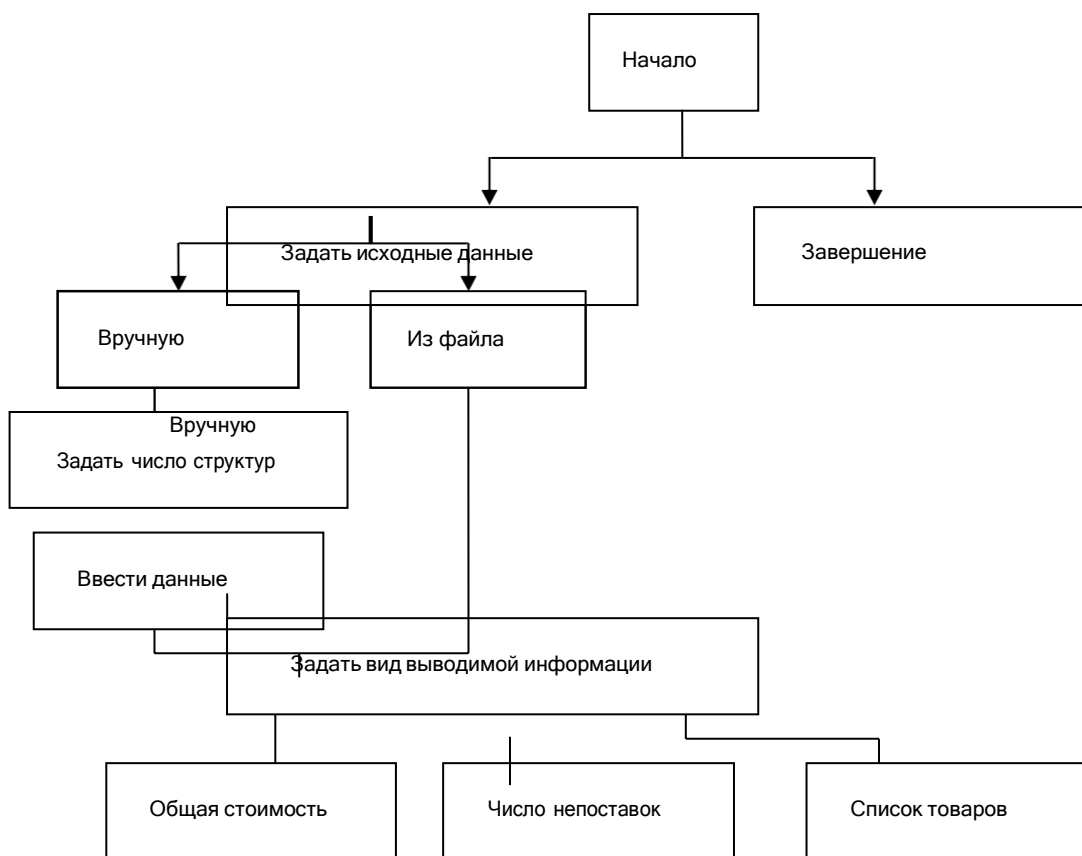 Начало
Задать исходные данные
Завершение
Вручную
Из файла
Вручную
Задать число структур
Ввести данные
Задать вид выводимой информации
Общая стоимость
Число непоставок
Список товаров